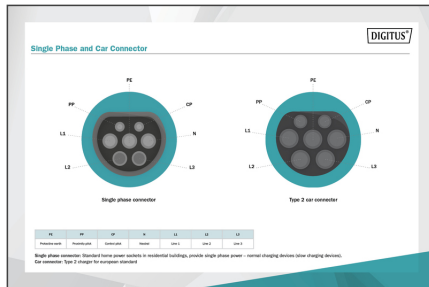 DIGITUS®
Single Phase and Car Connector
PE
PP
CP
L1
N
L2
L3
Single phase connector
PE
PP
CP
L1
N
L2
L3
Type 2 car connector
PE PP CP N L1 L2 L3
Protective earth Proximity pilot Control pilot Neutral Line 1 Line 2 Line 3
Single phase connector: Standard home power sockets in residential buildings, provide single phase power – normal charging devices (slow charging devices).
Car connector: Type 2 charger for european standard